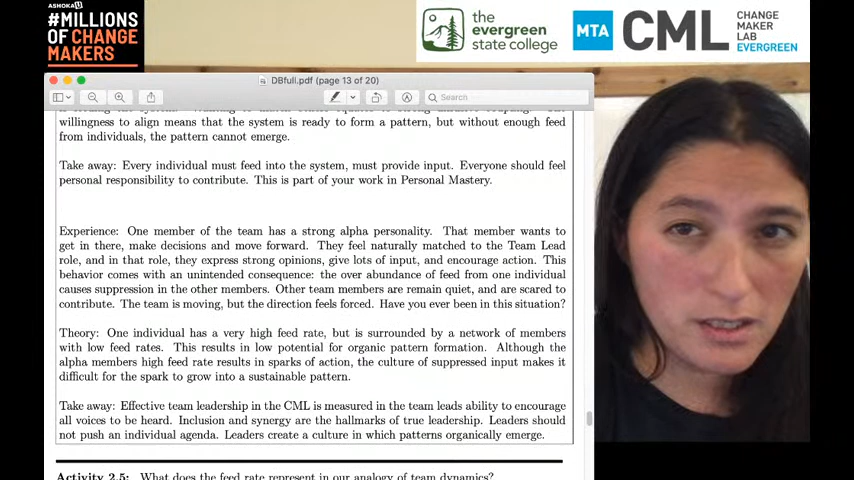 ASHOKA U
#MILLIONS
OF CHANGE
MAKERS
the
evergreen
state college
MTA
CML
CHANGE
MAKER
LAB
EVERGREEN
DBfull.pdf (page 13 of 20)
Search
willingness to align means that the system is ready to form a pattern, but without enough feed
from individuals, the pattern cannot emerge.
Take away: Every individual must feed into the system, must provide input. Everyone should feel
personal responsibility to contribute. This is part of your work in Personal Mastery.
Experience: One member of the team has a strong alpha personality. That member wants to
get in there, make decisions and move forward. They feel naturally matched to the Team Lead
role, and in that role, they express strong opinions, give lots of input, and encourage action. This
behavior comes with an unintended consequence: the over abundance of feed from one individual
causes suppression in the other members. Other team members are remain quiet, and are scared to
contribute. The team is moving, but the direction feels forced. Have you ever been in this situation?
Theory: One individual has a very high feed rate, but is surrounded by a network of members
with low feed rates. This results in low potential for organic pattern formation. Although the
alpha members high feed rate results in sparks of action, the culture of suppressed input makes it
difficult for the spark to grow into a sustainable pattern.
Take away: Effective team leadership in the CML is measured in the team leads ability to encourage
all voices to be heard. Inclusion and synergy are the hallmarks of true leadership. Leaders should
not push an individual agenda. Leaders create a culture in which patterns organically emerge.
Activity 2.5: What does the feed rate represent in our analogy of team dynamics?